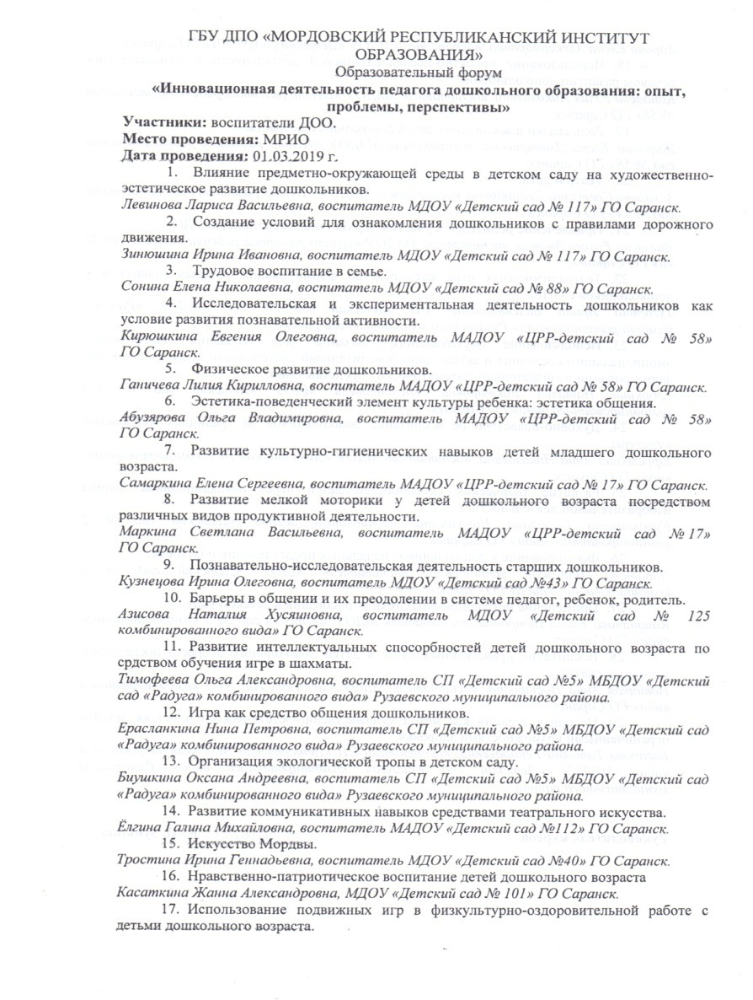 ГБУ ДПО «МОРДОВСКИЙ РЕСПУБЛИКАНСКИЙ ИНСТИТУТ
ОБРАЗОВАНИЯ»
Образовательный форум
«Инновационная деятельность педагога дошкольного образования: опыт,
проблемы, перспективы»
Участники: воспитатели ДОО.
Место проведения: МРИО
Дата проведения: 01.03.2019 г.
1. Влияние предметно-окружающей среды в детском саду на художественно-
эстетическое развитие дошкольников.
Левинова Лариса Васильевна, воспитатель МДОУ «Детский сад № 117» ГО Саранск.
2. Создание условий для ознакомления дошкольников с правилами дорожного
движения.
Зинюшина Ирина Ивановна, воспитатель МДОУ «Детский сад № 117» ГО Саранск.
3. Трудовое воспитание в семье.
Сонина Елена Николаевна, воспитатель МДОУ «Детский сад № 88» ГО Саранск.
4. Исследовательская и экспериментальная деятельность дошкольников как
условие развития познавательной активности.
Кирюшкина Евгения Олеговна, воспитатель МАДОУ «ЦРР-детский сад № 58»
ГО Саранск.
5. Физическое развитие дошкольников.
Ганичева Лилия Кирилловна, воспитатель МАДОУ «ЦРР-детский сад № 58» ГО Саранск.
6. Эстетика-поведенческий элемент культуры ребенка: эстетика общения.
Абузярова Ольга Владимировна, воспитатель МАДОУ «ЦРР-детский сад № 58»
ГО Саранск.
7. Развитие культурно-гигиенических навыков детей младшего дошкольного
возраста.
Самаркина Елена Сергеевна, воспитатель МАДОУ «ЦРР-детский сад № 17» ГО Саранск.
8. Развитие мелкой моторики у детей дошкольного возраста посредством
различных видов продуктивной деятельности.
Маркина Светлана Васильевна, воспитатель МАДОУ «ЦРР-детский сад № 17»
ГО Саранск.
9. Познавательно-исследовательская деятельность старших дошкольников.
Кузнецова Ирина Олеговна, воспитатель МДОУ «Детский сад №43» ГО Саранск.
10. Барьеры в общении и их преодолении в системе педагог, ребенок, родитель.
Азисова Наталия Хусяиновна, воспитатель МДОУ «Детский сад № 125
комбинированного вида» ГО Саранск.
11. Развитие интеллектуальных спосорбностей детей дошкольного возраста по
срдством обучения игре в шахматы.
Тимофеева Ольга Александровна, воспитатель СП «Детский сад №5» МБДОУ «Детский
сад «Радуга» комбинированного вида» Рузаевского муниципального района.
12. Игра как средство общения дошкольников.
Ерасланкина Нина Петровна, воспитатель СП «Детский сад №5» МБДОУ «Детский сад
«Радуга» комбинированного вида» Рузаевского муниципального района.
13. Организация экологической тропы в детском саду.
Биушкина Оксана Андреевна, воспитатель СП «Детский сад №5» МБДОУ «Детский сад
«Радуга» комбинированного вида» Рузаевского муниципального района.
14. Развитие коммуникативных навыков средствами театрального искусства.
Ёлгина Галина Михайловна, воспитатель МАДОУ «Детский сад №112» ГО Саранск.
15. Искусство Мордвы.
Тростина Ирина Геннадьевна, воспитатель МДОУ «Детский сад №40» ГО Саранск.
16. Нравственно-патриотическое воспитание детей дошкольного возраста
Касаткина Жанна Александровна, МДОУ «Детский сад № 101» ГО Саранск.
17. Использование подвижных игр в физкультурно-оздоровительной работе с
детьми дошкольного возраста.